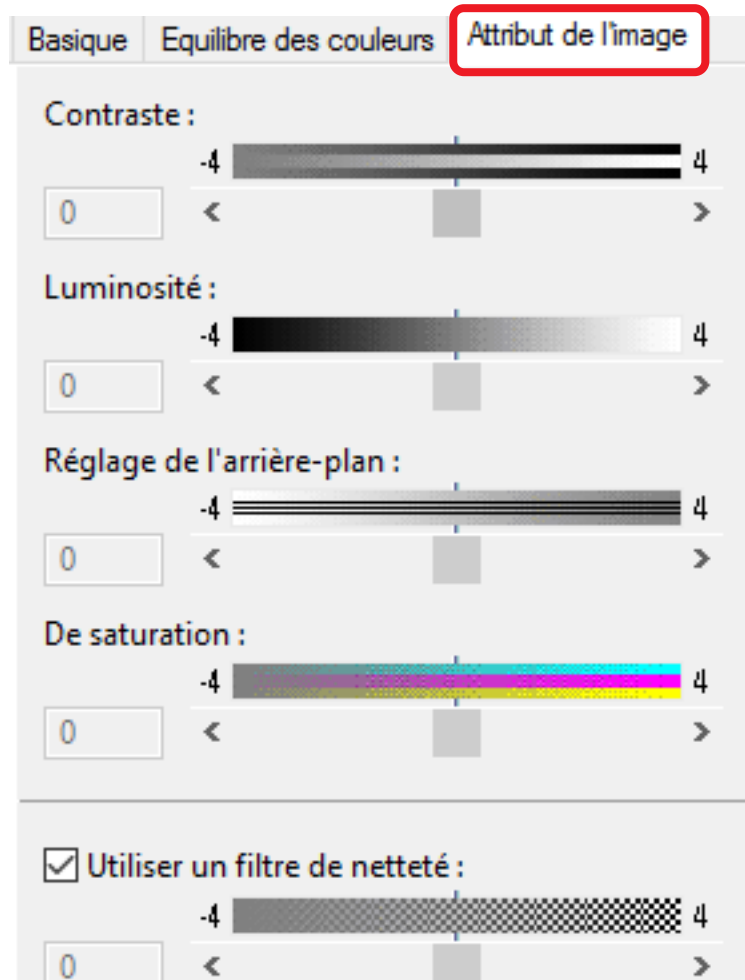 Basique Equilibre des couleurs Attribut de l'image
Contraste :
-4 4
0
Luminosité :
-4 4
0
Réglage de l'arrière-plan :
-4 4
0
De saturation :
-4 4
0
Utiliser un filtre de netteté :
-4 4
0